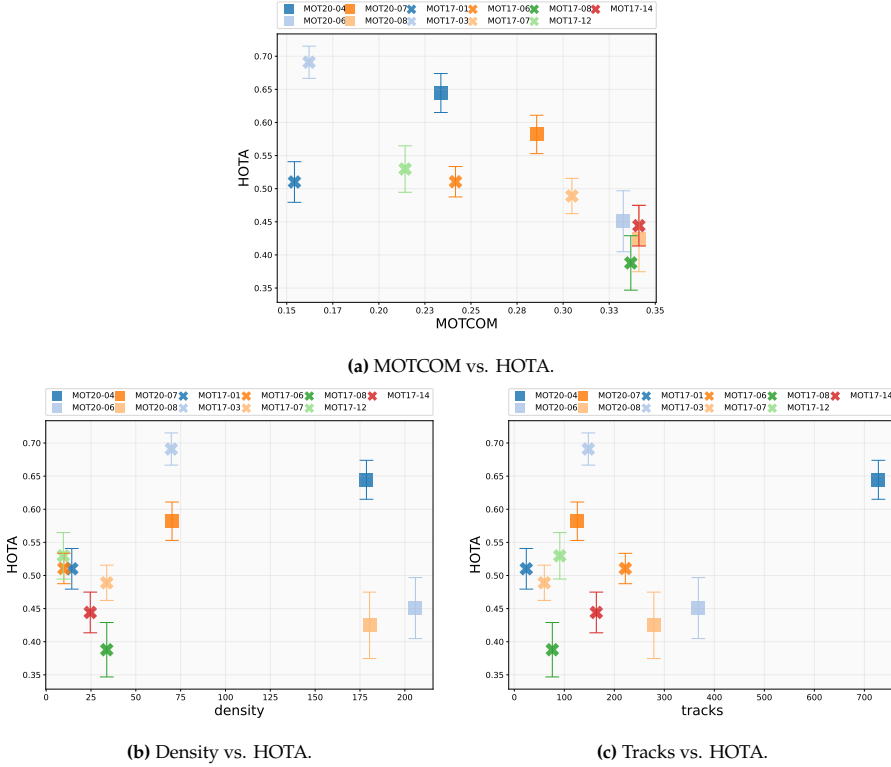 MOT20-04 MOT20-07 MOT17-01 MOT17-06 MOT17-08 MOT17-14
MOT20-06 MOT20-08 MOT17-03 MOT17-07 MOT17-12
0.70
0.65
0.60
0.55
0.50
0.45
0.40
0.35
HOTA
0.15 0.17 0.20 0.23 0.25 0.28 0.30 0.33 0.35
MOTCOM
(a) MOTCOM vs. HOTA.
MOT20-04 MOT20-07 MOT17-01 MOT17-06 MOT17-08 MOT17-14
MOT20-06 MOT20-08 MOT17-03 MOT17-07 MOT17-12
0.70
0.65
0.60
0.55
0.50
0.45
0.40
0.35
HOTA
0 25 50 75 100 125 150 175 200
density
(b) Density vs. HOTA.
MOT20-04 MOT20-07 MOT17-01 MOT17-06 MOT17-08 MOT17-14
MOT20-06 MOT20-08 MOT17-03 MOT17-07 MOT17-12
0.70
0.65
0.60
0.55
0.50
0.45
0.40
0.35
HOTA
0 100 200 300 400 500 600 700
tracks
(c) Tracks vs. HOTA.